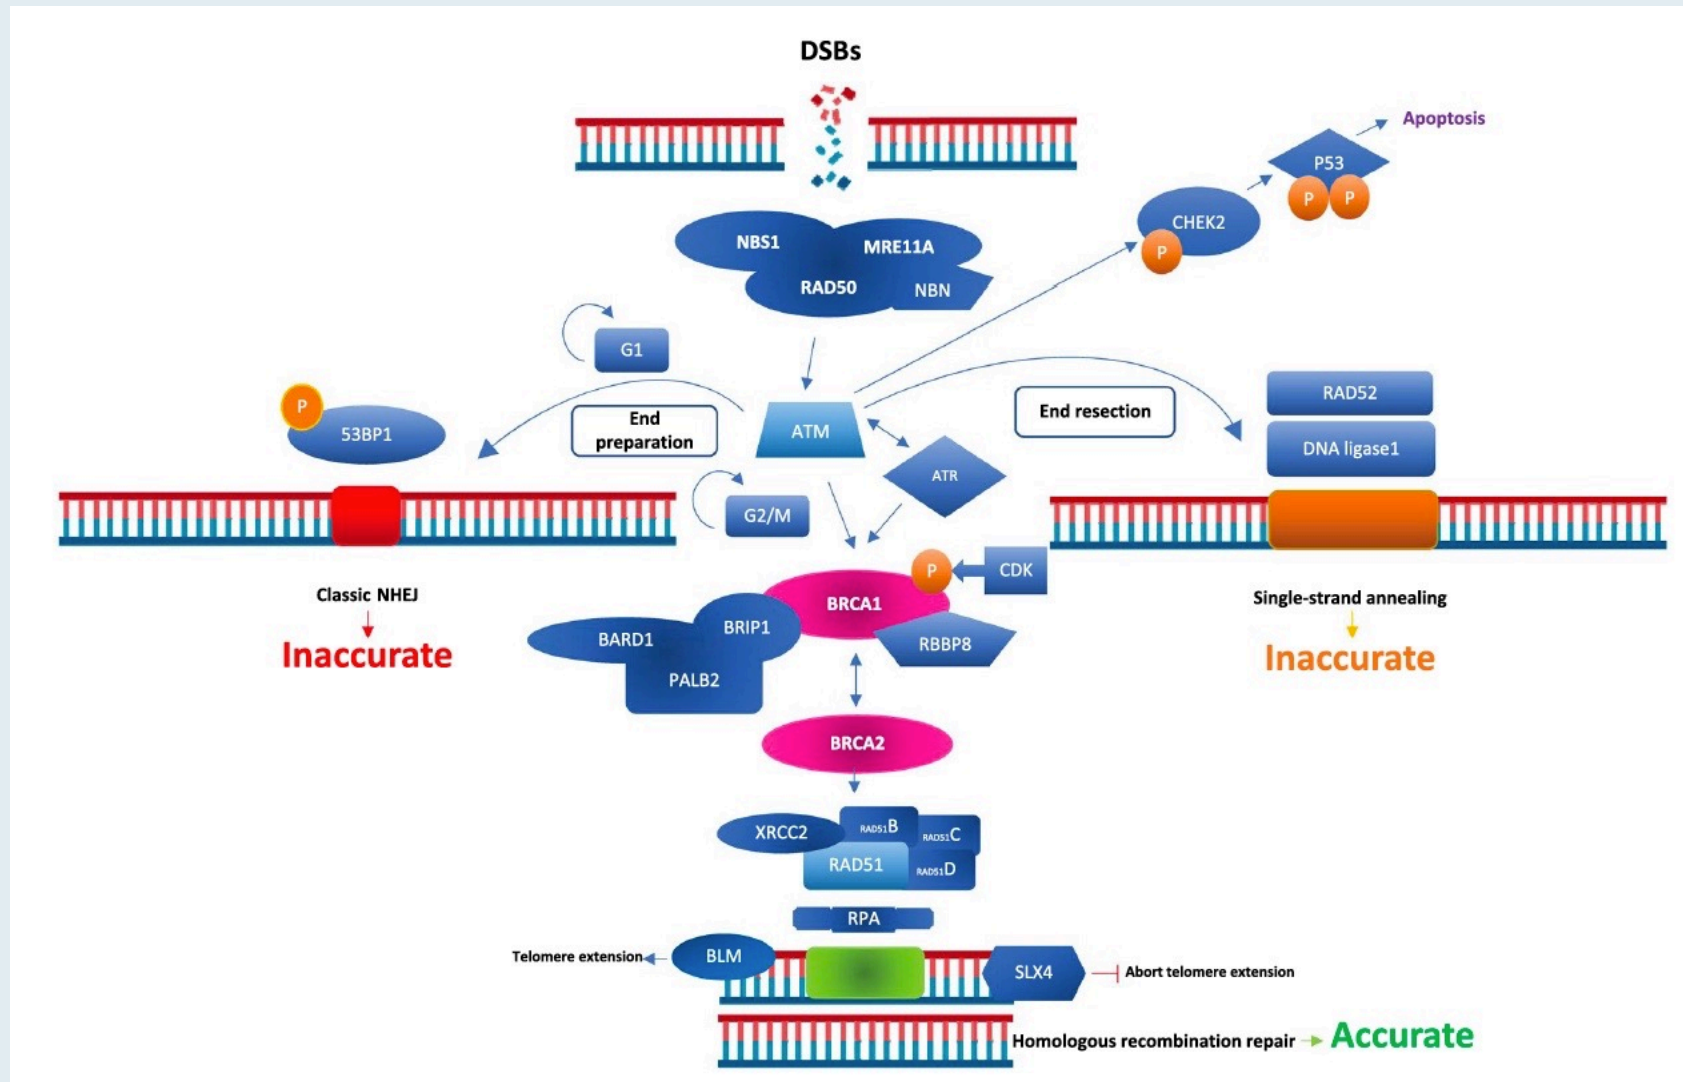 DSBs
Apoptosis
P53
P
P
CHEK2
P
NBS1
MRE11A
RAD50
NBN
G1
End
preparation
ATM
End resection
RAD52
DNA ligase1
P
53BP1
ATR
G2/M
Classic NHEJ
Inaccurate
P
CDK
BRCA1
BRIP1
BARD1
PALB2
RBBP8
Single-strand annealing
Inaccurate
BRCA2
XRCC2
RAD51B
RAD51C
RAD51
RAD51D
RPA
Telomere extension
BLM
SLX4
Abort telomere extension
Homologous recombination repair
Accurate